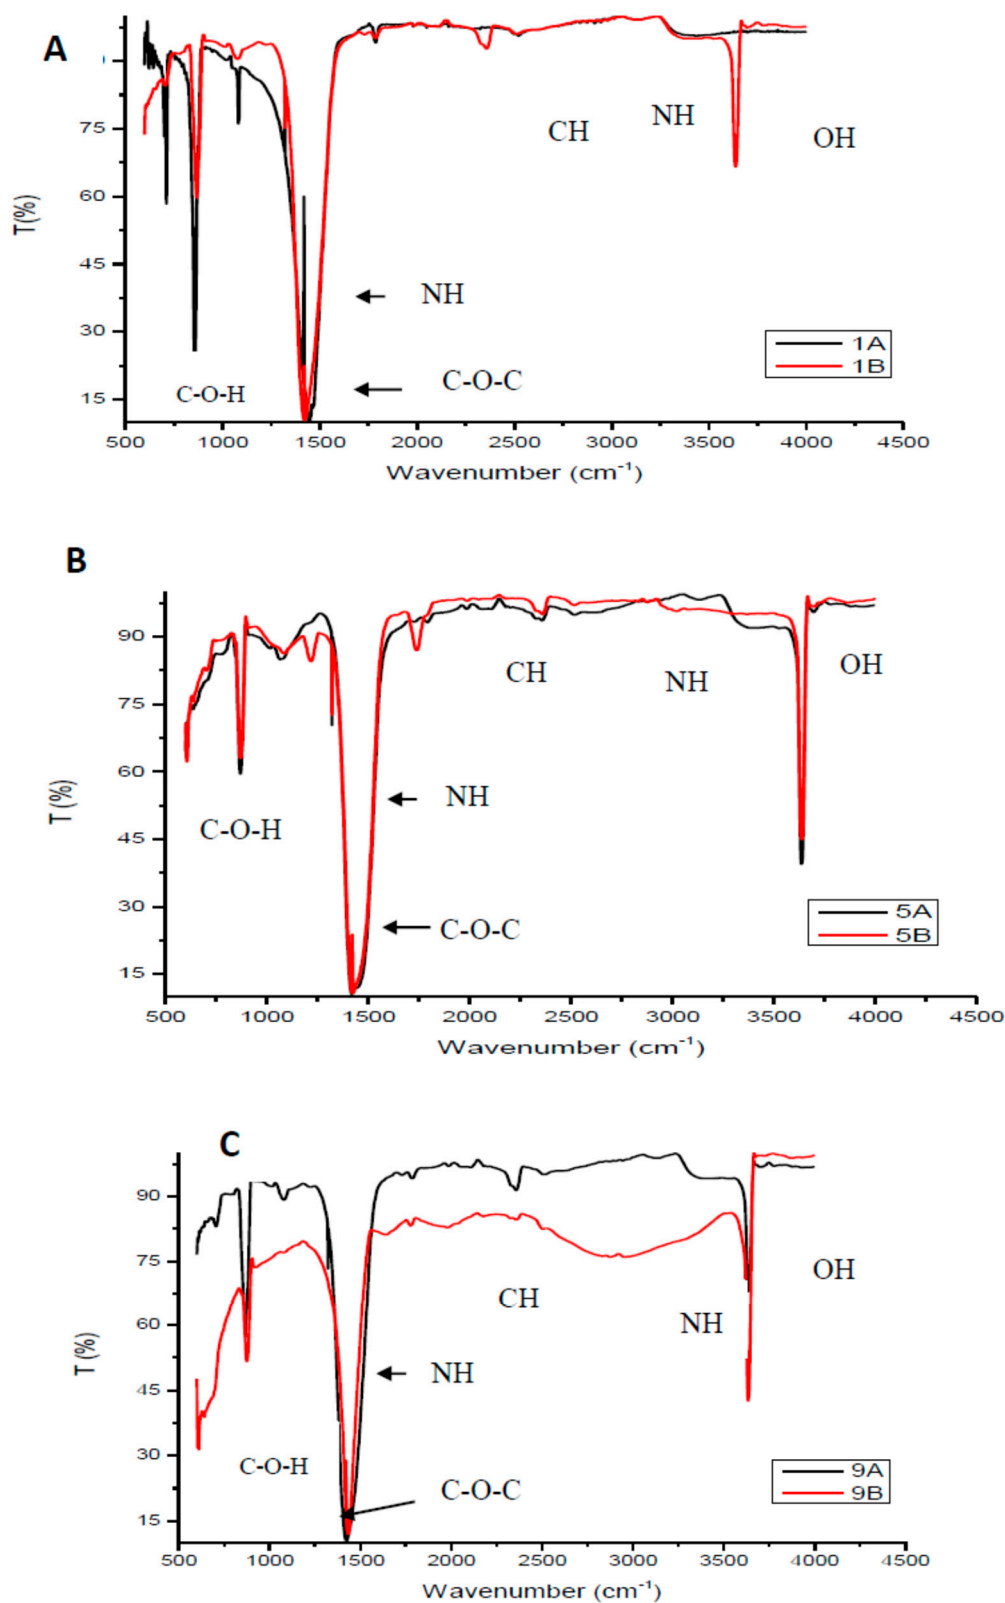 A
75
60
45
30
15
T(%)
CH
NH
OH
NH
C-O-C
C-O-H
1A
1B
500 1000 1500 2000 2500 3000 3500 4000 4500
Wavenumber (cm⁻¹)
B
90
75
60
45
30
15
T (%)
CH
NH
OH
NH
C-O-H
C-O-C
5A
5B
500 1000 1500 2000 2500 3000 3500 4000 4500
Wavenumber (cm⁻¹)
C
90
75
60
45
30
15
T (%)
CH
NH
OH
NH
C-O-H
C-O-C
9A
9B
500 1000 1500 2000 2500 3000 3500 4000 4500
Wavenumber (cm⁻¹)